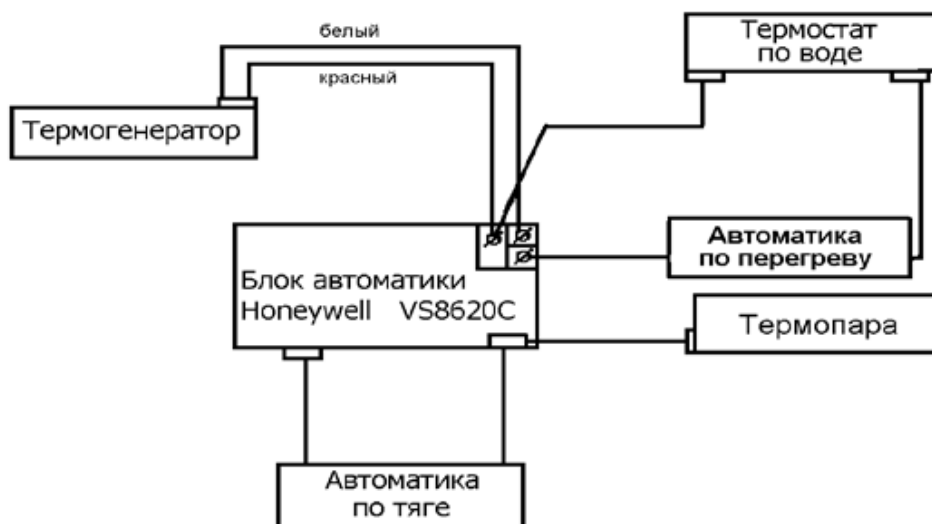 белый
красный
Термостат
по воде
Термогенератор
Автоматика
по перегреву
Блок автоматики
Honeywell VS8620C
Термопара
Автоматика
по тяге